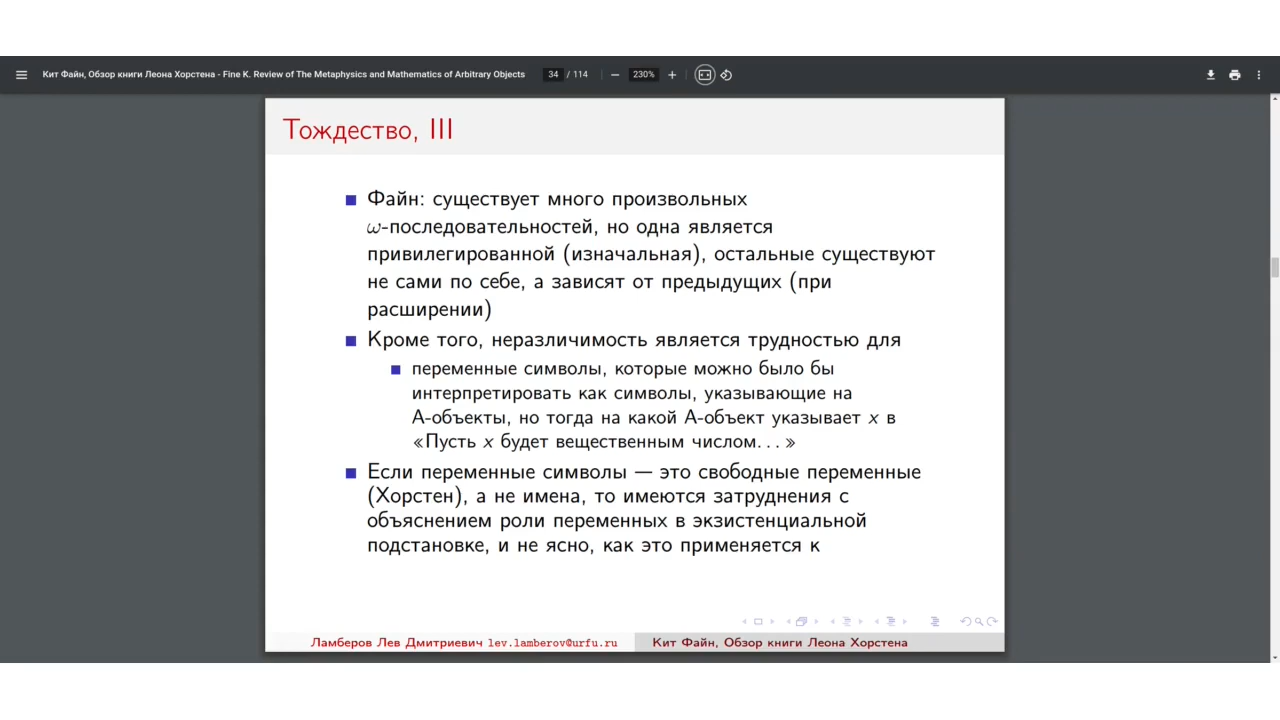 Кит Файн, Обзор книги Леона Хорстена - Fine K. Review of The Metaphysics and Mathematics of Arbitrary Objects 34 / 114 − 230% +
Тождество, III
Файн: существует много произвольных
ω-последовательностей, но одна является
привилегированной (изначальная), остальные существуют
не сами по себе, а зависят от предыдущих (при
расширении)
Кроме того, неразличимость является трудностью для
переменные символы, которые можно было бы
интерпретировать как символы, указывающие на
А-объекты, но тогда на какой А-объект указывает x в
«Пусть x будет вещественным числом. . . »
Если переменные символы — это свободные переменные
(Хорстен), а не имена, то имеются затруднения с
объяснением роли переменных в экзистенциальной
подстановке, и не ясно, как это применяется к
Ламберов Лев Дмитриевич lev.lamberov@urfu.ru Кит Файн, Обзор книги Леона Хорстена